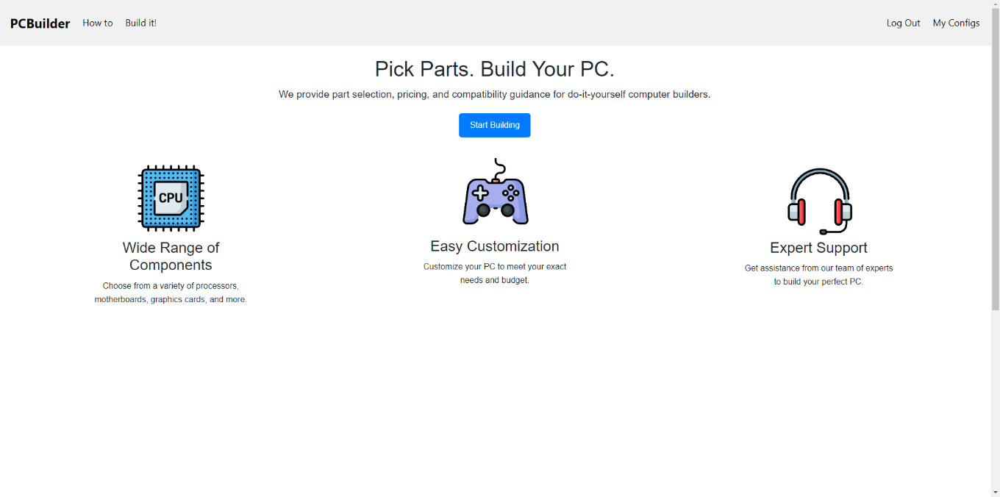 PCBuilder How to Build it! Log Out My Configs
Pick Parts. Build Your PC.
We provide part selection, pricing, and compatibility guidance for do-it-yourself computer builders.
Start Building
CPU
Wide Range of
Components
Choose from a variety of processors,
motherboards, graphics cards, and more.
Easy Customization
Customize your PC to meet your exact
needs and budget.
Expert Support
Get assistance from our team of experts
to build your perfect PC.